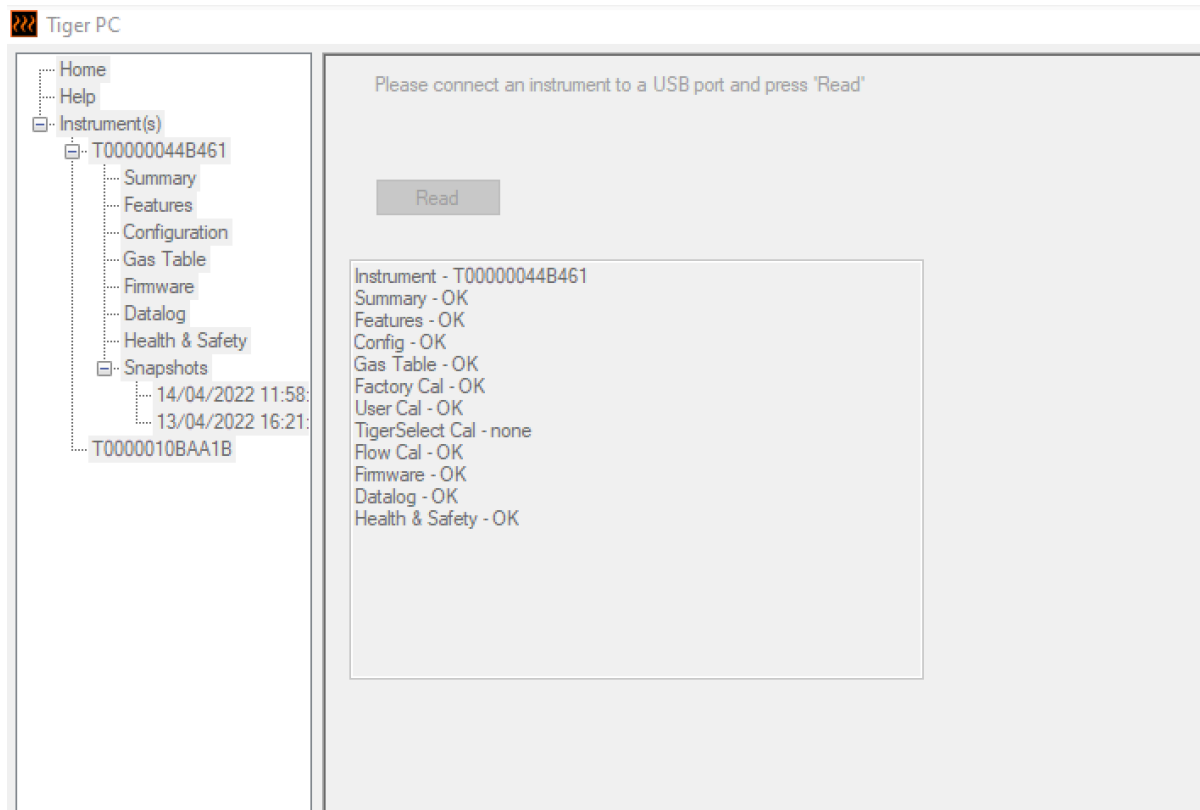 Tiger PC
Home
Help
Instrument(s)
T00000044B461
Summary
Features
Configuration
Gas Table
Firmware
Datalog
Health & Safety
Snapshots
14/04/2022 11:58:
13/04/2022 16:21:
T0000010BAA1B
Please connect an instrument to a USB port and press "Read"
Read
Instrument - T00000044B461
Summary - OK
Features - OK
Config - OK
Gas Table - OK
Factory Cal - OK
User Cal - OK
TigerSelect Cal - none
Flow Cal - OK
Firmware - OK
Datalog - OK
Health & Safety - OK